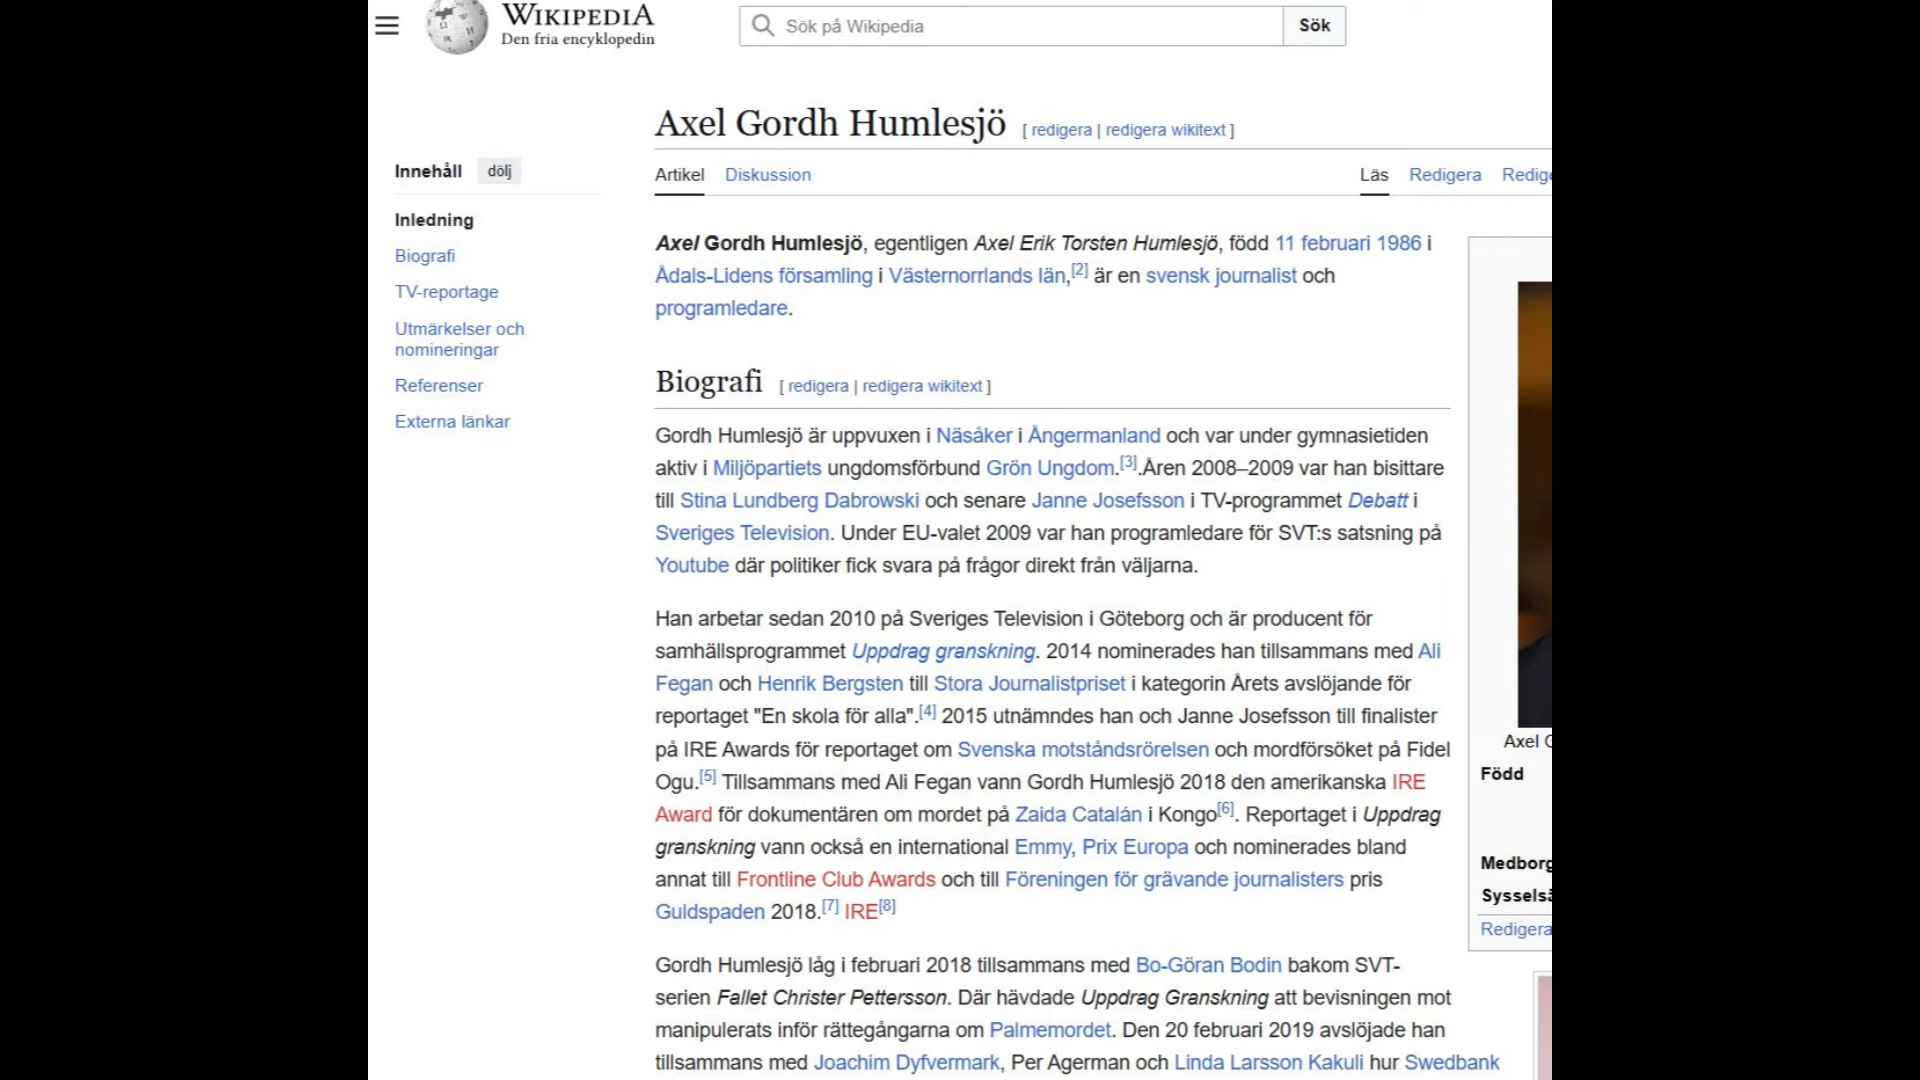 WIKIPEDIA
Den fria encyklopedin
Sök på Wikipedia
Sök
Axel Gordh Humlesjö [ redigera | redigera wikitext ]
Innehåll dölj
Artikel Diskussion
Läs Redigera Redige
Inledning
Biografi
TV-reportage
Utmärkelser och
nomineringar
Referenser
Externa länkar
Axel Gordh Humlesjö, egentligen Axel Erik Torsten Humlesjö, född 11 februari 1986 i
Ådals-Lidens församling i Västernorrlands län,[2] är en svensk journalist och
programledare.
Biografi [ redigera | redigera wikitext ]
Gordh Humlesjö är uppvuxen i Näsåker i Ångermanland och var under gymnasietiden
aktiv i Miljöpartiets ungdomsförbund Grön Ungdom.[3].Åren 2008–2009 var han bisittare
till Stina Lundberg Dabrowski och senare Janne Josefsson i TV-programmet Debatt i
Sveriges Television. Under EU-valet 2009 var han programledare för SVT:s satsning på
Youtube där politiker fick svara på frågor direkt från väljarna.
Han arbetar sedan 2010 på Sveriges Television i Göteborg och är producent för
samhällsprogrammet Uppdrag granskning. 2014 nominerades han tillsammans med Ali
Fegan och Henrik Bergsten till Stora Journalistpriset i kategorin Årets avslöjande för
reportaget "En skola för alla".[4] 2015 utnämndes han och Janne Josefsson till finalister
på IRE Awards för reportaget om Svenska motståndsrörelsen och mordförsöket på Fidel
Ogu.[5] Tillsammans med Ali Fegan vann Gordh Humlesjö 2018 den amerikanska IRE
Award för dokumentären om mordet på Zaida Catalán i Kongo[6]. Reportaget i Uppdrag
granskning vann också en international Emmy, Prix Europa och nominerades bland
annat till Frontline Club Awards och till Föreningen för grävande journalisters pris
Guldspaden 2018.[7] IRE[8]
Gordh Humlesjö låg i februari 2018 tillsammans med Bo-Göran Bodin bakom SVT-
serien Fallet Christer Pettersson. Där hävdade Uppdrag Granskning att bevisningen mot
manipulerats inför rättegångarna om Palmemordet. Den 20 februari 2019 avslöjade han
tillsammans med Joachim Dyfvermark, Per Agerman och Linda Larsson Kakuli hur Swedbank
Axel G
Född
Medborg
Sysselsä
Redigera